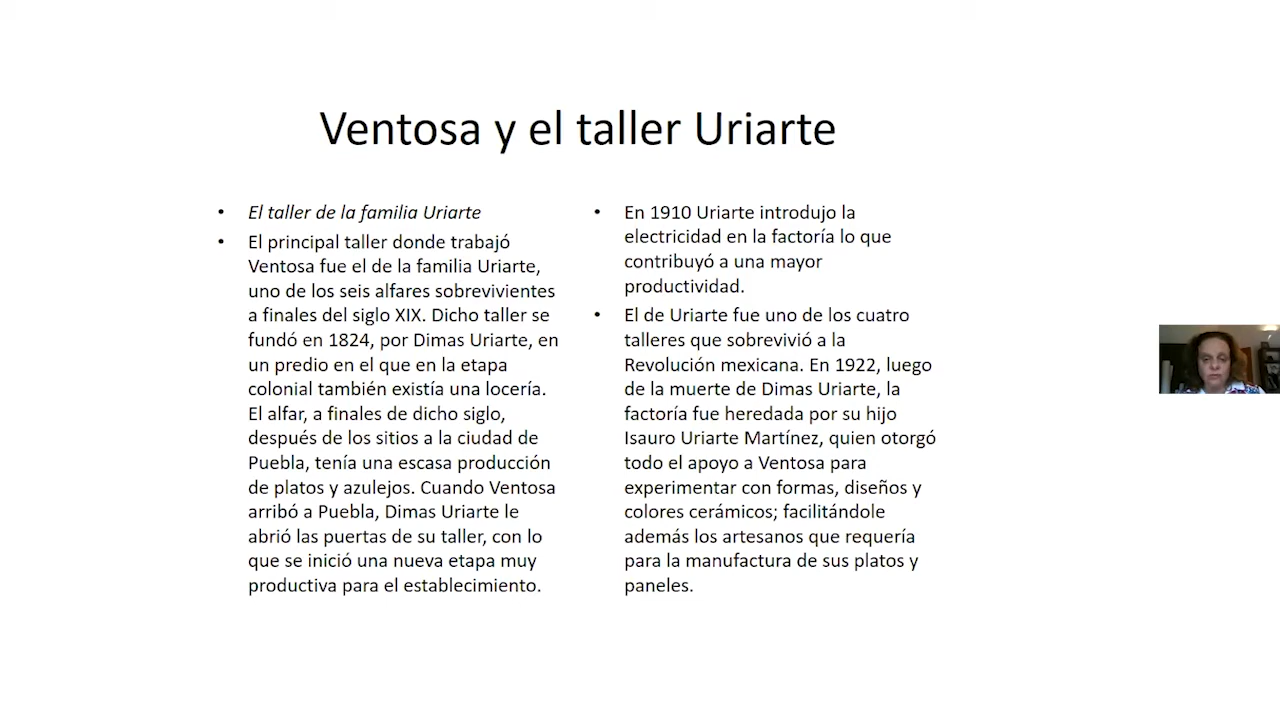 Ventosa y el taller Uriarte
• El taller de la familia Uriarte
• El principal taller donde trabajó
Ventosa fue el de la familia Uriarte,
uno de los seis alfares sobrevivientes
a finales del siglo XIX. Dicho taller se
fundó en 1824, por Dimas Uriarte, en
un predio en el que en la etapa
colonial también existía una locería.
El alfar, a finales de dicho siglo,
después de los sitios a la ciudad de
Puebla, tenía una escasa producción
de platos y azulejos. Cuando Ventosa
arribó a Puebla, Dimas Uriarte le
abrió las puertas de su taller, con lo
que se inició una nueva etapa muy
productiva para el establecimiento.
• En 1910 Uriarte introdujo la
electricidad en la factoría lo que
contribuyó a una mayor
productividad.
• El de Uriarte fue uno de los cuatro
talleres que sobrevivió a la
Revolución mexicana. En 1922, luego
de la muerte de Dimas Uriarte, la
factoría fue heredada por su hijo
Isauro Uriarte Martínez, quien otorgó
todo el apoyo a Ventosa para
experimentar con formas, diseños y
colores cerámicos; facilitándole
además los artesanos que requería
para la manufactura de sus platos y
paneles.